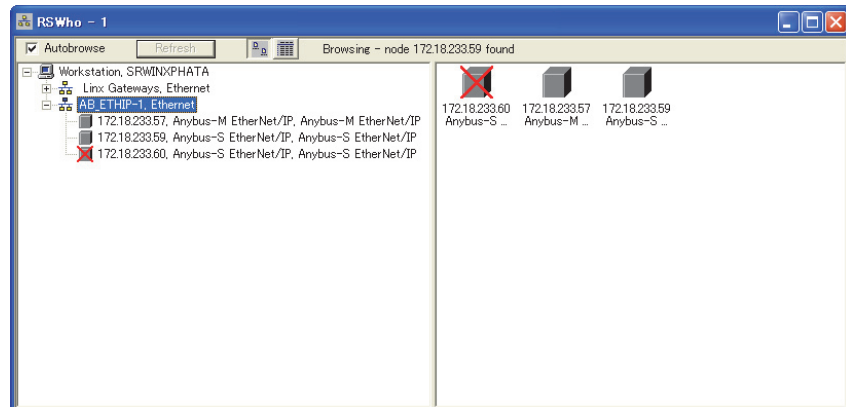 RSWho - 1
Autobrowse Refresh Browsing - node 172.18.233.59 found
Workstation, SRWINXPHATA
Linx Gateways, Ethernet
AB_ETHIP-1, Ethernet
172.18.233.57, Anybus-M EtherNet/IP, Anybus-M EtherNet/IP
172.18.233.59, Anybus-S EtherNet/IP, Anybus-S EtherNet/IP
172.18.233.60, Anybus-S EtherNet/IP, Anybus-S EtherNet/IP
172.18.233.60 172.18.233.57 172.18.233.59
Anybus-S ... Anybus-M ... Anybus-S ...